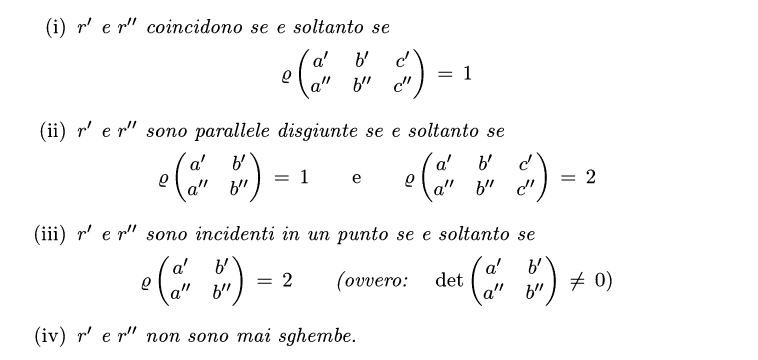 (i) r′ e r″ coincidono se e soltanto se
ϱ(a′ b′ c′
a″ b″ c″) = 1
(ii) r′ e r″ sono parallele disgiunte se e soltanto se
ϱ(a′ b′
a″ b″) = 1 e ϱ(a′ b′ c′
a″ b″ c″) = 2
(iii) r′ e r″ sono incidenti in un punto se e soltanto se
ϱ(a′ b′
a″ b″) = 2 (ovvero: det(a′ b′
a″ b″) ≠ 0)
(iv) r′ e r″ non sono mai sghembe.